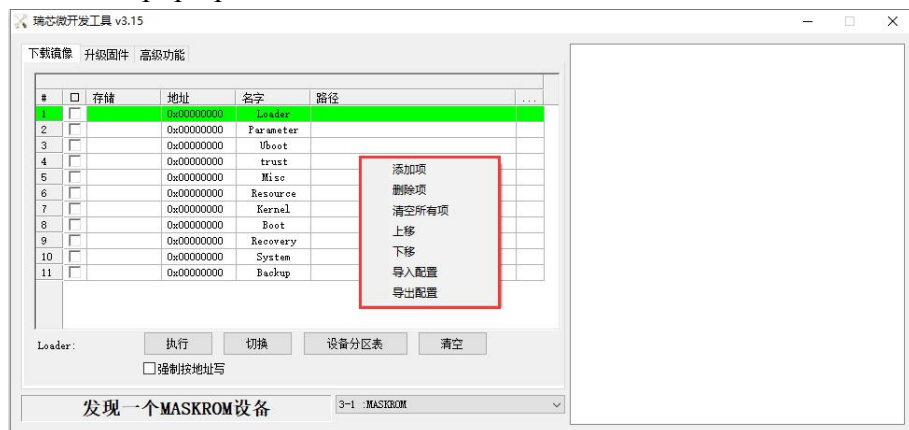 瑞芯微开发工具 v3.15
下载镜像 升级固件 高级功能
# 存储 地址 名字 路径 ...
1 0x00000000 Loader
2 0x00000000 Parameter
3 0x00000000 Uboot
4 0x00000000 trust
5 0x00000000 Misc
6 0x00000000 Resource
7 0x00000000 Kernel
8 0x00000000 Boot
9 0x00000000 Recovery
10 0x00000000 System
11 0x00000000 Backup
添加项
删除项
清空所有项
上移
下移
导入配置
导出配置
Loader: 执行 切换 设备分区表 清空
强制按地址写
发现一个MASKROM设备 3-1 :MASKROM